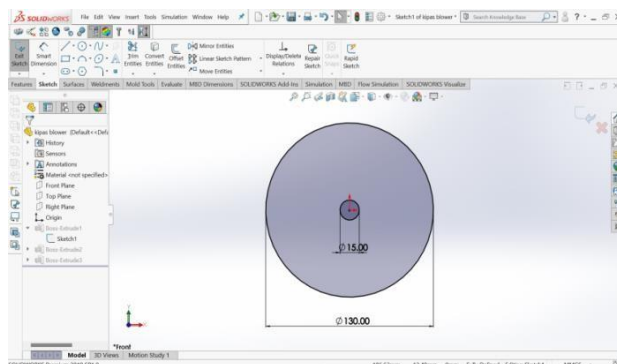 SOLIDWORKS File Edit View Insert Tools Simulation Window Help Sketch1 of kipas blower * Search Knowledge Base
Exit Sketch
Smart Dimension
Trim Entities
Convert Entities
Offset Entities
Mirror Entities
Linear Sketch Pattern
Move Entities
Display/Delete Relations
Repair Sketch
Quick Snaps
Rapid Sketch
Features Sketch Surfaces Weldments Mold Tools Evaluate MBD Dimensions SOLIDWORKS Add-Ins Simulation MBD Flow Simulation SOLIDWORKS Visualize
kipas blower (Default<<Defa
History
Sensors
Annotations
Material <not specified>
Front Plane
Top Plane
Right Plane
Origin
Boss-Extrude1
Sketch1
Boss-Extrude2
Boss-Extrude3
∅15.00
∅130.00
*Front
Model 3D Views Motion Study 1